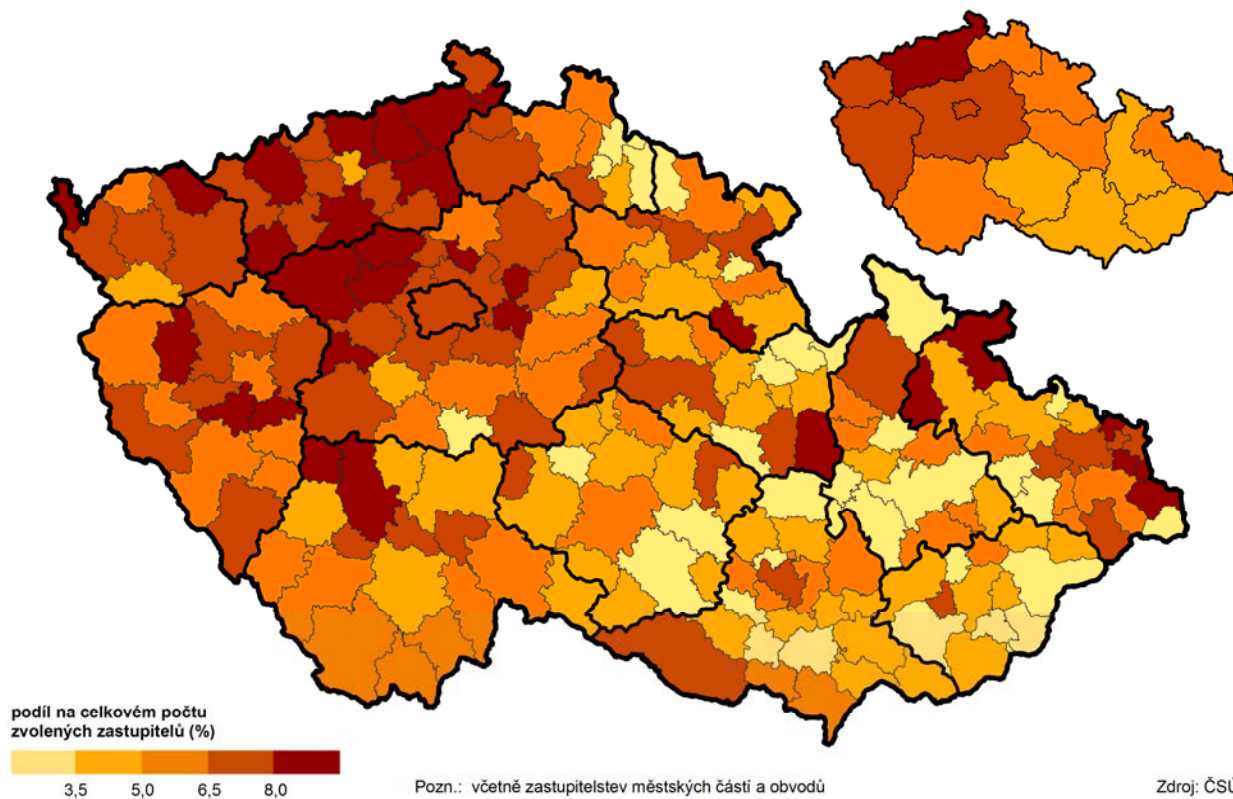 podíl na celkovém počtu
zvolených zastupitelů (%)
3,5 5,0 6,5 8,0
Pozn.: včetně zastupitelstev městských částí a obvodů
Zdroj: ČSÚ